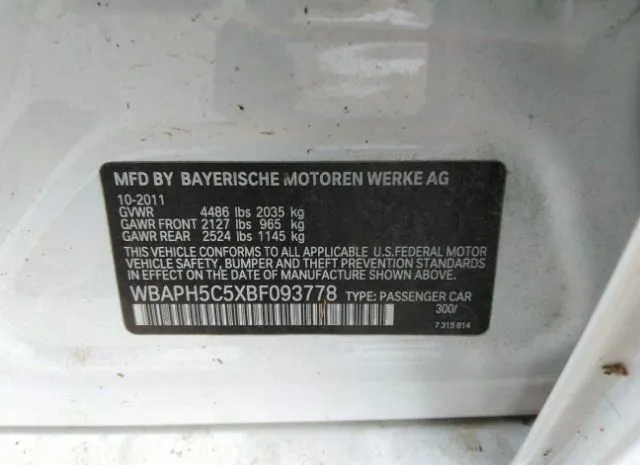 MFD BY BAYERISCHE MOTOREN WERKE AG
10-2011
GVWR 4486 lbs 2035 kg
GAWR FRONT 2127 lbs 965 kg
GAWR REAR 2524 lbs 1145 kg
THIS VEHICLE CONFORMS TO ALL APPLICABLE U.S.FEDERAL MOTOR
VEHICLE SAFETY, BUMPER AND THEFT PREVENTION STANDARDS
IN EFFECT ON THE DATE OF MANUFACTURE SHOWN ABOVE.
WBAPH5C5XBF093778 TYPE: PASSENGER CAR
300/
7 315 814